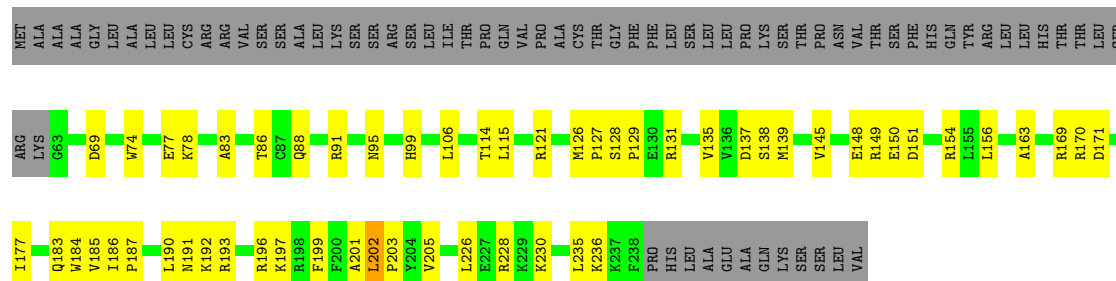 MET ALA ALA ALA GLY LEU ALA LEU LEU CYS ARG ARG VAL SER SER ALA LEU LYS SER SER ARG SER LEU ILE THR PRO GLN VAL PRO ALA CYS THR GLY PHE PHE LEU SER LEU LEU PRO LYS SER THR PRO ASN VAL THR SER PHE HIS GLN TYR ARG LEU LEU HIS THR THR LEU
ARG LYS G63 D69 W74 E77 K78 A83 T86 C87 Q88 R91 N95 H99 L106 T114 L115 R121 M126 P127 S128 P129 E130 R131 V135 V136 D137 S138 M139 V145 E148 R149 E150 D151 R154 L155 L156 A163 R169 R170 D171
I177 Q183 W184 V185 I186 P187 L190 N191 K192 R193 R196 K197 R198 F199 F200 A201 L202 P203 Y204 V205 L226 E227 R228 K229 K230 L235 K236 K237 F238 PRO HIS LEU ALA GLU ALA GLN LYS SER SER LEU VAL